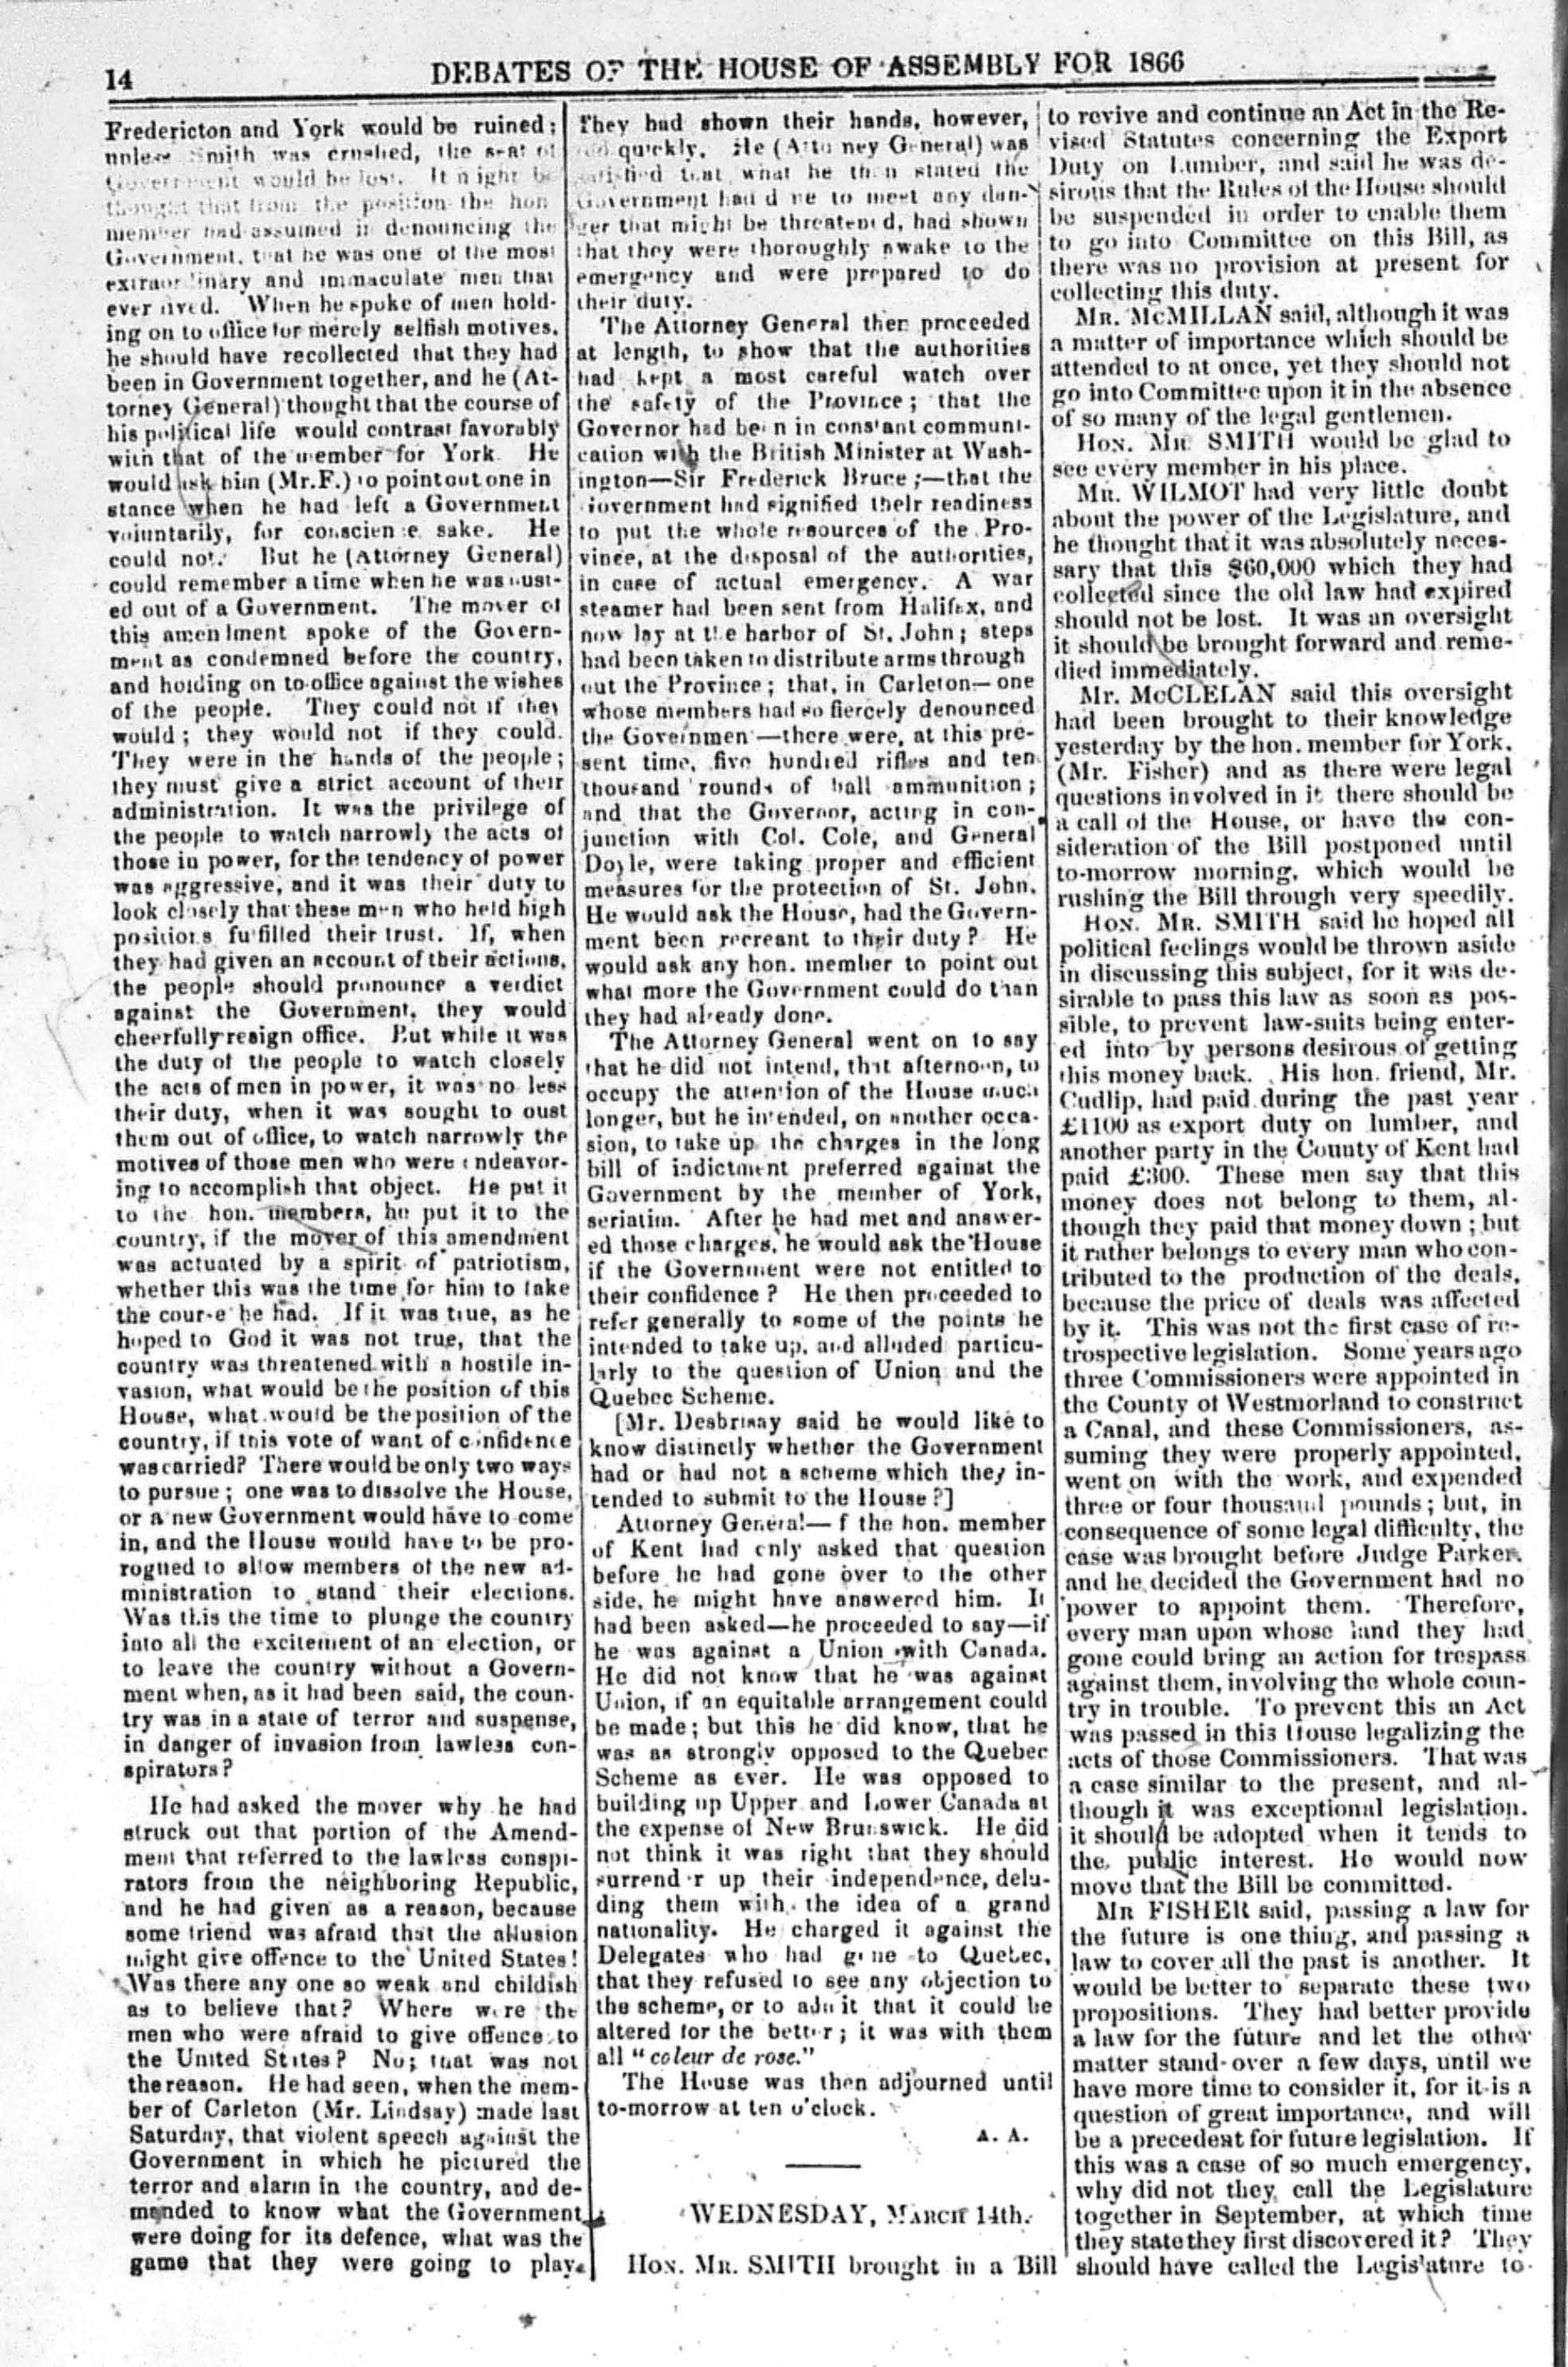 14
DEBATES OF THE HOUSE OF ASSEMBLY FOR 1866
Fredericton and York would be ruined;
unless Smith was crushed, the seat of
Government would be lost. It might be
thought that from the position the hon
member had assumed in denouncing the
Government, that he was one of the most
extraordinary and immaculate men that
ever lived. When he spoke of men hold-
ing on to office for merely selfish motives,
he should have recollected that they had
been in Government together, and he (At-
torney General) thought that the course of
his political life would contrast favorably
with that of the member for York. He
would ask him (Mr. F.) to point out one in
stance when he had left a Government
voluntarily, for conscience sake. He
could not. But he (Attorney General)
could remember a time when he was oust-
ed out of a Government. The mover of
this amendment spoke of the Govern-
ment as condemned before the country,
and holding on to office against the wishes
of the people. They could not if they
would; they would not if they could.
They were in the hands of the people;
they must give a strict account of their
administration. It was the privilege of
the people to watch narrowly the acts of
those in power, for the tendency of power
was aggressive, and it was their duty to
look closely that these men who held high
positions fulfilled their trust. If, when
they had given an account of their actions,
the people should pronounce a verdict
against the Government, they would
cheerfully resign office. But while it was
the duty of the people to watch closely
the acts of men in power, it was no less
their duty, when it was sought to oust
them out of office, to watch narrowly the
motives of those men who were endeavor-
ing to accomplish that object. He put it
to the hon. members, he put it to the
country, if the mover of this amendment
was actuated by a spirit of patriotism,
whether this was the time for him to take
the course he had. If it was true, as he
hoped to God it was not true, that the
country was threatened with a hostile in-
vasion, what would be the position of this
House, what would be the position of the
country, if this vote of want of confidence
was carried? There would be only two ways
to pursue; one was to dissolve the House,
or a new Government would have to come
in, and the House would have to be pro-
rogued to allow members of the new ad-
ministration to stand their elections.
Was this the time to plunge the country
into all the excitement of an election, or
to leave the country without a Govern-
ment when, as it had been said, the coun-
try was in a state of terror and suspense,
in danger of invasion from lawless con-
spirators?
He had asked the mover why he had
struck out that portion of the Amend-
ment that referred to the lawless conspi-
rators from the neighboring Republic,
and he had given as a reason, because
some friend was afraid that the allusion
might give offence to the United States!
Was there any one so weak and childish
as to believe that? Where were the
men who were afraid to give offence to
the United States? No; that was not
the reason. He had seen, when the mem-
ber of Carleton (Mr. Lindsay) made last
Saturday, that violent speech against the
Government in which he pictured the
terror and alarm in the country, and de-
manded to know what the Government
were doing for its defence, what was the
game that they were going to play.
They had shown their hands, however,
quickly. He (Attorney General) was
satisfied that what he then stated the
Government had done to meet any dan-
ger that might be threatened, had shown
that they were thoroughly awake to the
emergency and were prepared to do
their duty.
The Attorney General then proceeded
at length, to show that the authorities
had kept a most careful watch over
the safety of the Province; that the
Governor had been in constant communi-
cation with the British Minister at Wash-
ington—Sir Frederick Bruce;—that the
Government had signified their readiness
to put the whole resources of the Pro-
vince, at the disposal of the authorities,
in case of actual emergency. A war
steamer had been sent from Halifax, and
now lay at the harbor of St. John; steps
had been taken to distribute arms through
out the Province; that, in Carleton—one
whose members had so fiercely denounced
the Government—there were, at this pre-
sent time, five hundred rifles and ten
thousand rounds of ball ammunition;
and that the Governor, acting in con-
junction with Col. Cole, and General
Doyle, were taking proper and efficient
measures for the protection of St. John.
He would ask the House, had the Govern-
ment been recreant to their duty? He
would ask any hon. member to point out
what more the Government could do than
they had already done.
The Attorney General went on to say
that he did not intend, that afternoon, to
occupy the attention of the House much
longer, but he intended, on another occa-
sion, to take up the charges in the long
bill of indictment preferred against the
Government by the member of York,
seriatim. After he had met and answer-
ed those charges, he would ask the House
if the Government were not entitled to
their confidence? He then proceeded to
refer generally to some of the points he
intended to take up, and alluded particu-
larly to the question of Union and the
Quebec Scheme.
[Mr. Desbrisay said he would like to
know distinctly whether the Government
had or had not a scheme which they in-
tended to submit to the House?]
Attorney General—If the hon. member
of Kent had only asked that question
before he had gone over to the other
side, he might have answered him. It
had been asked—he proceeded to say—if
he was against a Union with Canada.
He did not know that he was against
Union, if an equitable arrangement could
be made; but this he did know, that he
was as strongly opposed to the Quebec
Scheme as ever. He was opposed to
building up Upper and Lower Canada at
the expense of New Brunswick. He did
not think it was right that they should
surrender up their independence, delu-
ding them with the idea of a grand
nationality. He charged it against the
Delegates who had gone to Quebec,
that they refused to see any objection to
the scheme, or to admit that it could be
altered for the better; it was with them
all "coleur de rose."
The House was then adjourned until
to-morrow at ten o'clock.
A. A.
WEDNESDAY, MARCH 14th.
HON. MR. SMITH brought in a Bill
to revive and continue an Act in the Re-
vised Statutes concerning the Export
Duty on Lumber, and said he was de-
sirous that the Rules of the House should
be suspended in order to enable them
to go into Committee on this Bill, as
there was no provision at present for
collecting this duty.
MR. McMILLAN said, although it was
a matter of importance which should be
attended to at once, yet they should not
go into Committee upon it in the absence
of so many of the legal gentlemen.
HON. MR. SMITH would be glad to
see every member in his place.
MR. WILMOT had very little doubt
about the power of the Legislature, and
he thought that it was absolutely neces-
sary that this $60,000 which they had
collected since the old law had expired
should not be lost. It was an oversight
it should be brought forward and reme-
died immediately.
Mr. McCLELAN said this oversight
had been brought to their knowledge
yesterday by the hon. member for York,
(Mr. Fisher) and as there were legal
questions involved in it there should be
a call of the House, or have the con-
sideration of the Bill postponed until
to-morrow morning, which would be
rushing the Bill through very speedily.
HON. MR. SMITH said he hoped all
political feelings would be thrown aside
in discussing this subject, for it was de-
sirable to pass this law as soon as pos-
sible, to prevent law-suits being enter-
ed into by persons desirous of getting
this money back. His hon. friend, Mr.
Cudlip, had paid during the past year
£1100 as export duty on lumber, and
another party in the County of Kent had
paid £300. These men say that this
money does not belong to them, al-
though they paid that money down; but
it rather belongs to every man who con-
tributed to the production of the deals,
because the price of deals was affected
by it. This was not the first case of re-
trospective legislation. Some years ago
three Commissioners were appointed in
the County of Westmorland to construct
a Canal, and these Commissioners, as-
suming they were properly appointed,
went on with the work, and expended
three or four thousand pounds; but, in
consequence of some legal difficulty, the
case was brought before Judge Parker,
and he decided the Government had no
power to appoint them. Therefore,
every man upon whose land they had
gone could bring an action for trespass
against them, involving the whole coun-
try in trouble. To prevent this an Act
was passed in this House legalizing the
acts of those Commissioners. That was
a case similar to the present, and al-
though it was exceptional legislation,
it should be adopted when it tends to
the public interest. He would now
move that the Bill be committed.
MR FISHER said, passing a law for
the future is one thing, and passing a
law to cover all the past is another. It
would be better to separate these two
propositions. They had better provide
a law for the future and let the other
matter stand over a few days, until we
have more time to consider it, for it is a
question of great importance, and will
be a precedent for future legislation. If
this was a case of so much emergency,
why did not they call the Legislature
together in September, at which time
they state they first discovered it? They
should have called the Legislature to-